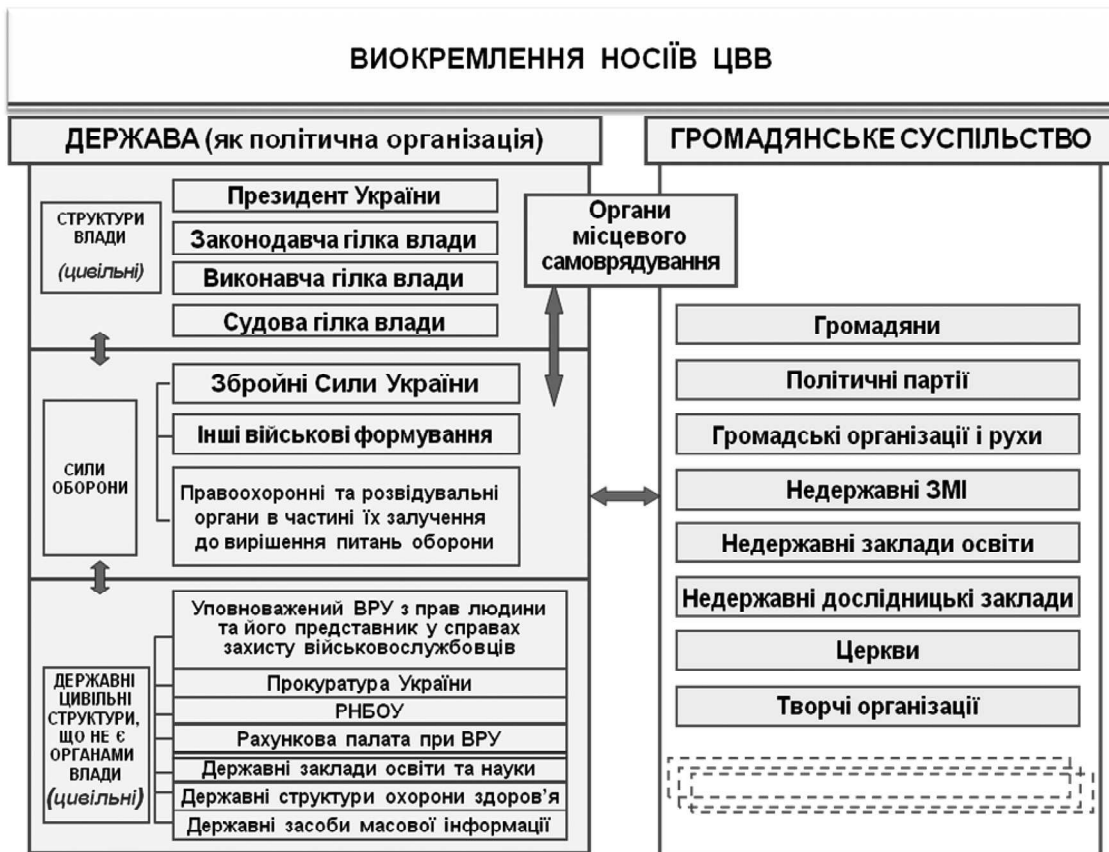 ВИОКРЕМЛЕННЯ НОСІЇВ ЦВВ
ДЕРЖАВА (як політична організація)
СТРУКТУРИ
ВЛАДИ
(цивільні)
Президент України
Законодавча гілка влади
Виконавча гілка влади
Судова гілка влади
Органи
місцевого
самоврядування
СИЛИ
ОБОРОНИ
Збройні Сили України
Інші військові формування
Правоохоронні та розвідувальні
органи в частині їх залучення
до вирішення питань оборони
ДЕРЖАВНІ
ЦИВІЛЬНІ
СТРУКТУРИ,
ЩО НЕ Є
ОРГАНАМИ
ВЛАДИ
(цивільні)
Уповноважений ВРУ з прав людини
та його представник у справах
захисту військовослужбовців
Прокуратура України
РНБОУ
Рахункова палата при ВРУ
Державні заклади освіти та науки
Державні структури охорони здоров’я
Державні засоби масової інформації
ГРОМАДЯНСЬКЕ СУСПІЛЬСТВО
Громадяни
Політичні партії
Громадські організації і рухи
Недержавні ЗМІ
Недержавні заклади освіти
Недержавні дослідницькі заклади
Церкви
Творчі організації